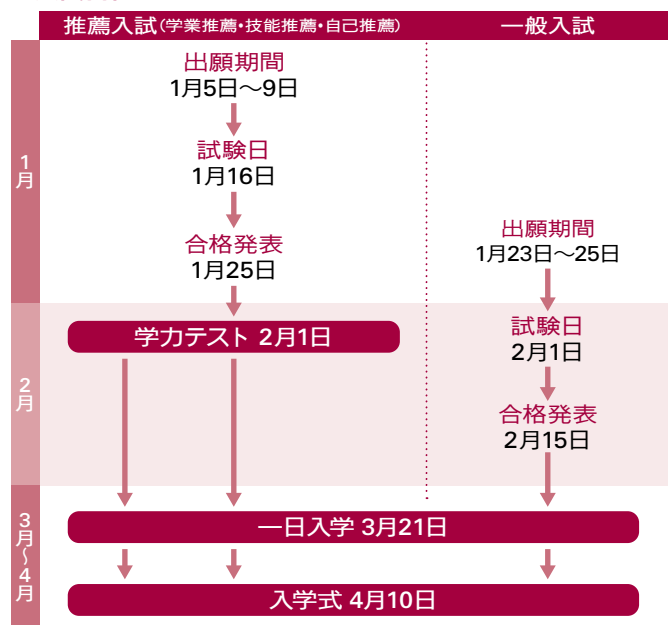 推薦入試(学業推薦・技能推薦・自己推薦)
一般入試
1月
出願期間
1月5日〜9日
試験日
1月16日
合格発表
1月25日
出願期間
1月23日〜25日
2月
学力テスト 2月1日
試験日
2月1日
合格発表
2月15日
3月〜4月
一日入学 3月21日
入学式 4月10日